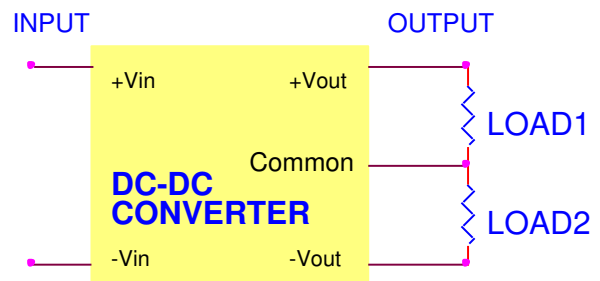 INPUT
OUTPUT
+Vin
+Vout
LOAD1
Common
DC-DC
CONVERTER
LOAD2
-Vin
-Vout